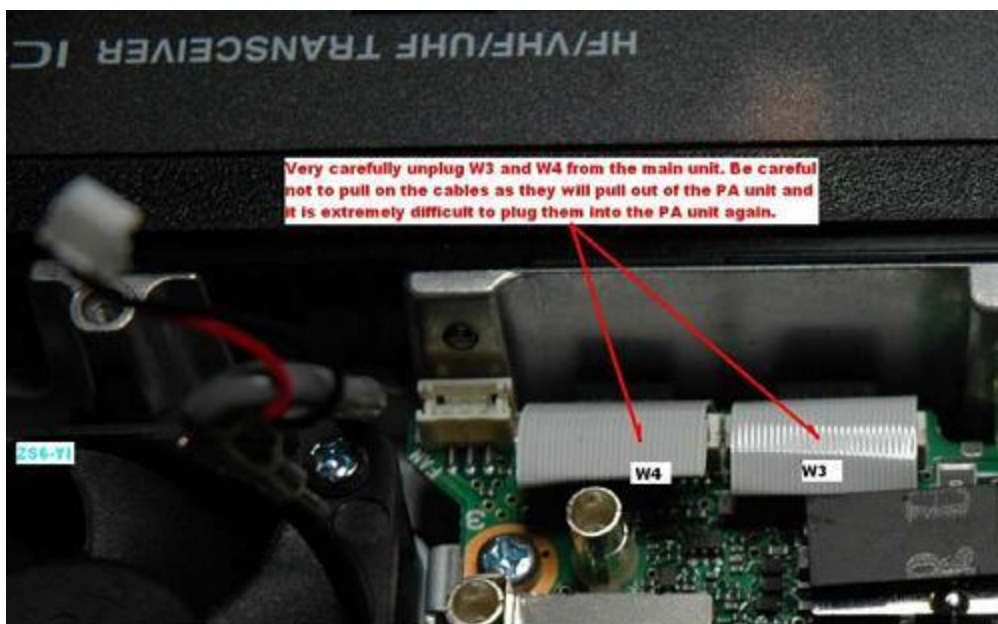 HF/VHF/UHF TRANSCEIVER IC
Very carefully unplug W3 and W4 from the main unit. Be careful
not to pull on the cables as they will pull out of the PA unit and
it is extremely difficult to plug them into the PA unit again.
ZS6-YI
W4
W3
FAN
3